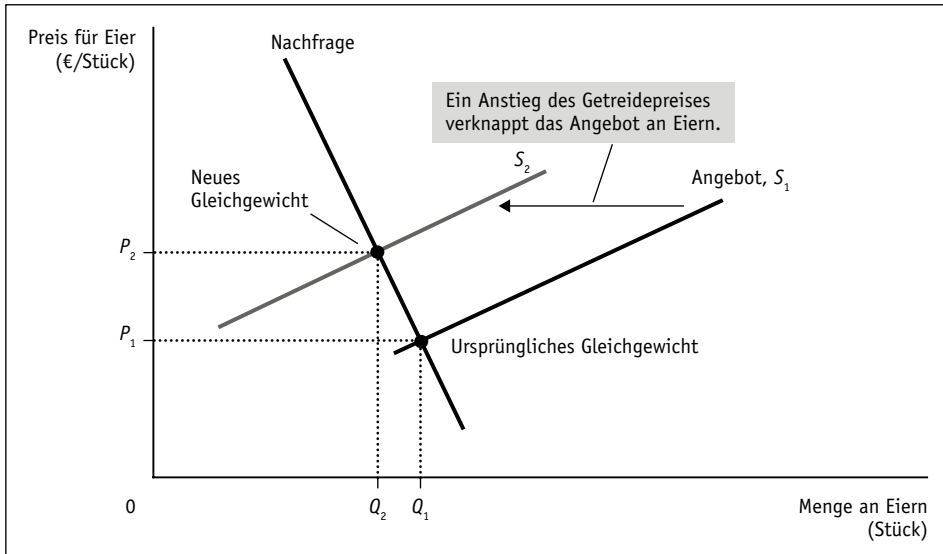 Preis für Eier
(€/Stück)
Nachfrage
Ein Anstieg des Getreidepreises
verknappt das Angebot an Eiern.
S2
Angebot, S1
Neues
Gleichgewicht
P2
P1
Ursprüngliches Gleichgewicht
0
Q2
Q1
Menge an Eiern
(Stück)